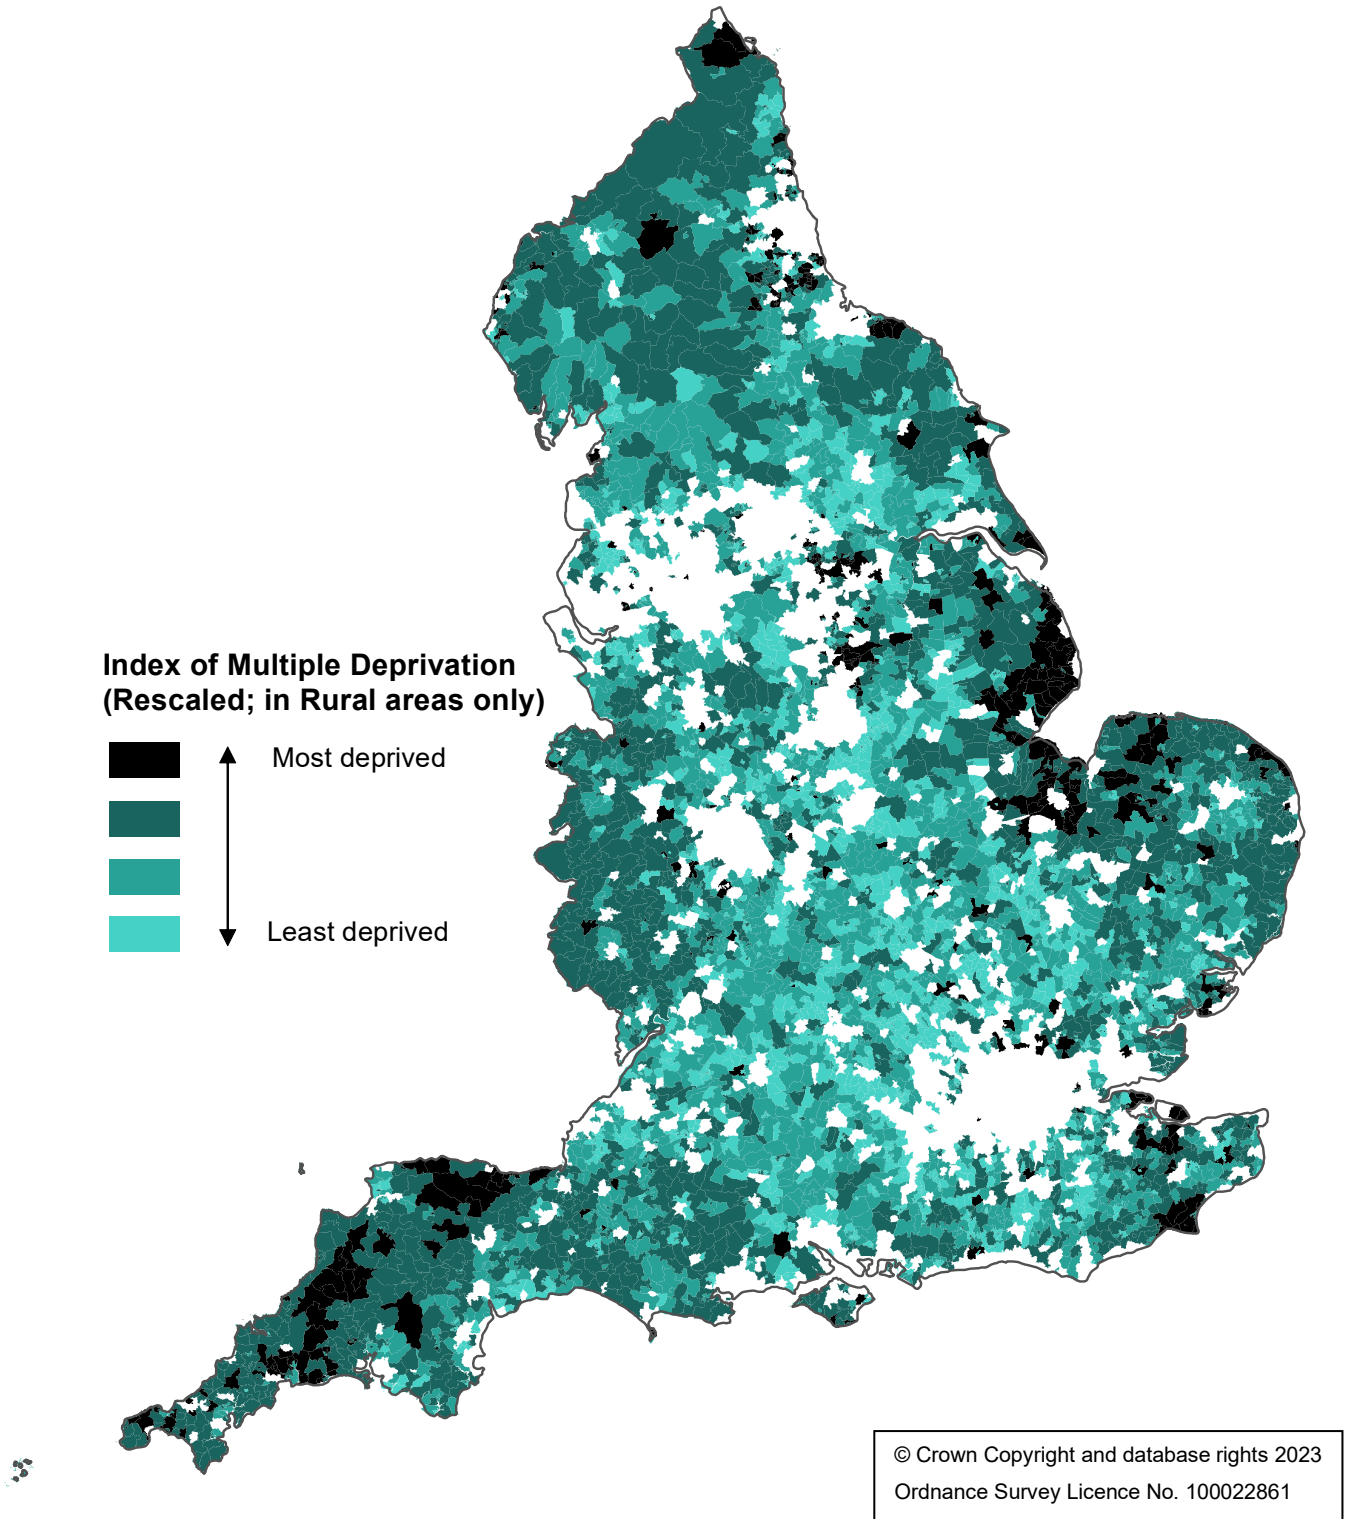 Index of Multiple Deprivation
(Rescaled; in Rural areas only)
Most deprived
Least deprived
© Crown Copyright and database rights 2023
Ordnance Survey Licence No. 100022861